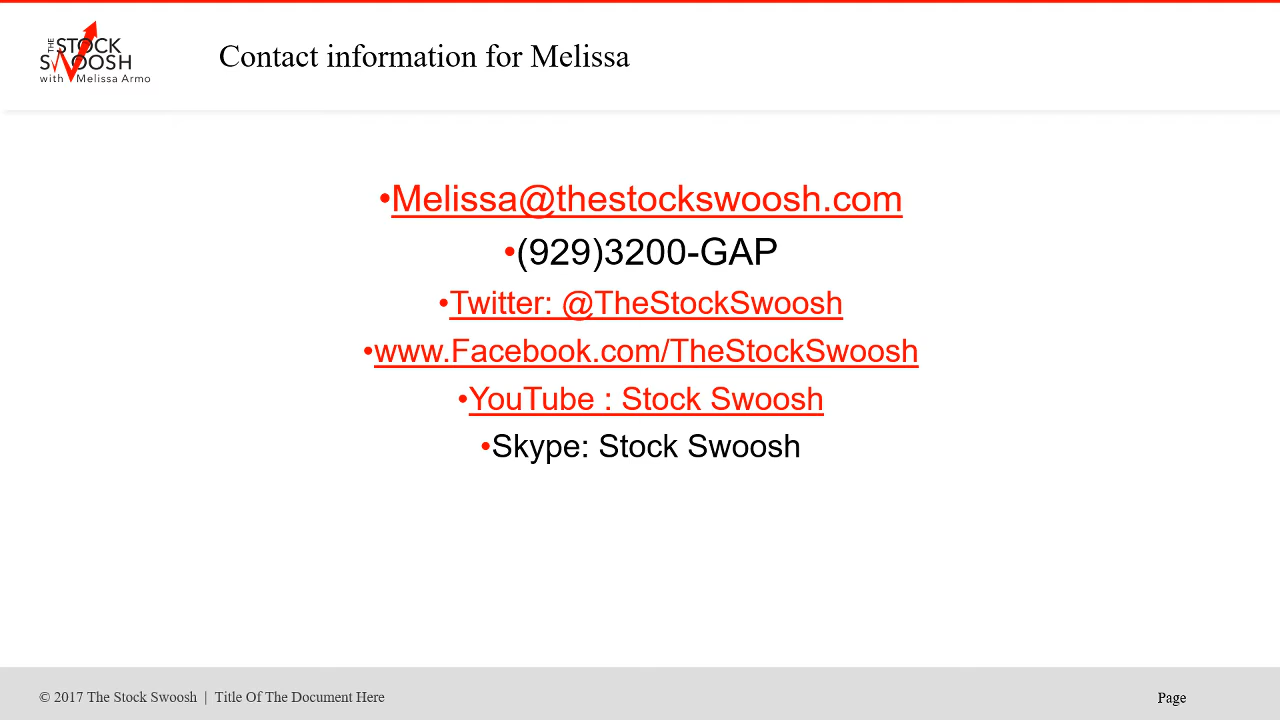 THE STOCK
SWOOSH
with Melissa Armo
Contact information for Melissa
•Melissa@thestockswoosh.com
•(929)3200-GAP
•Twitter: @TheStockSwoosh
•www.Facebook.com/TheStockSwoosh
•YouTube : Stock Swoosh
•Skype: Stock Swoosh
© 2017 The Stock Swoosh | Title Of The Document Here
Page